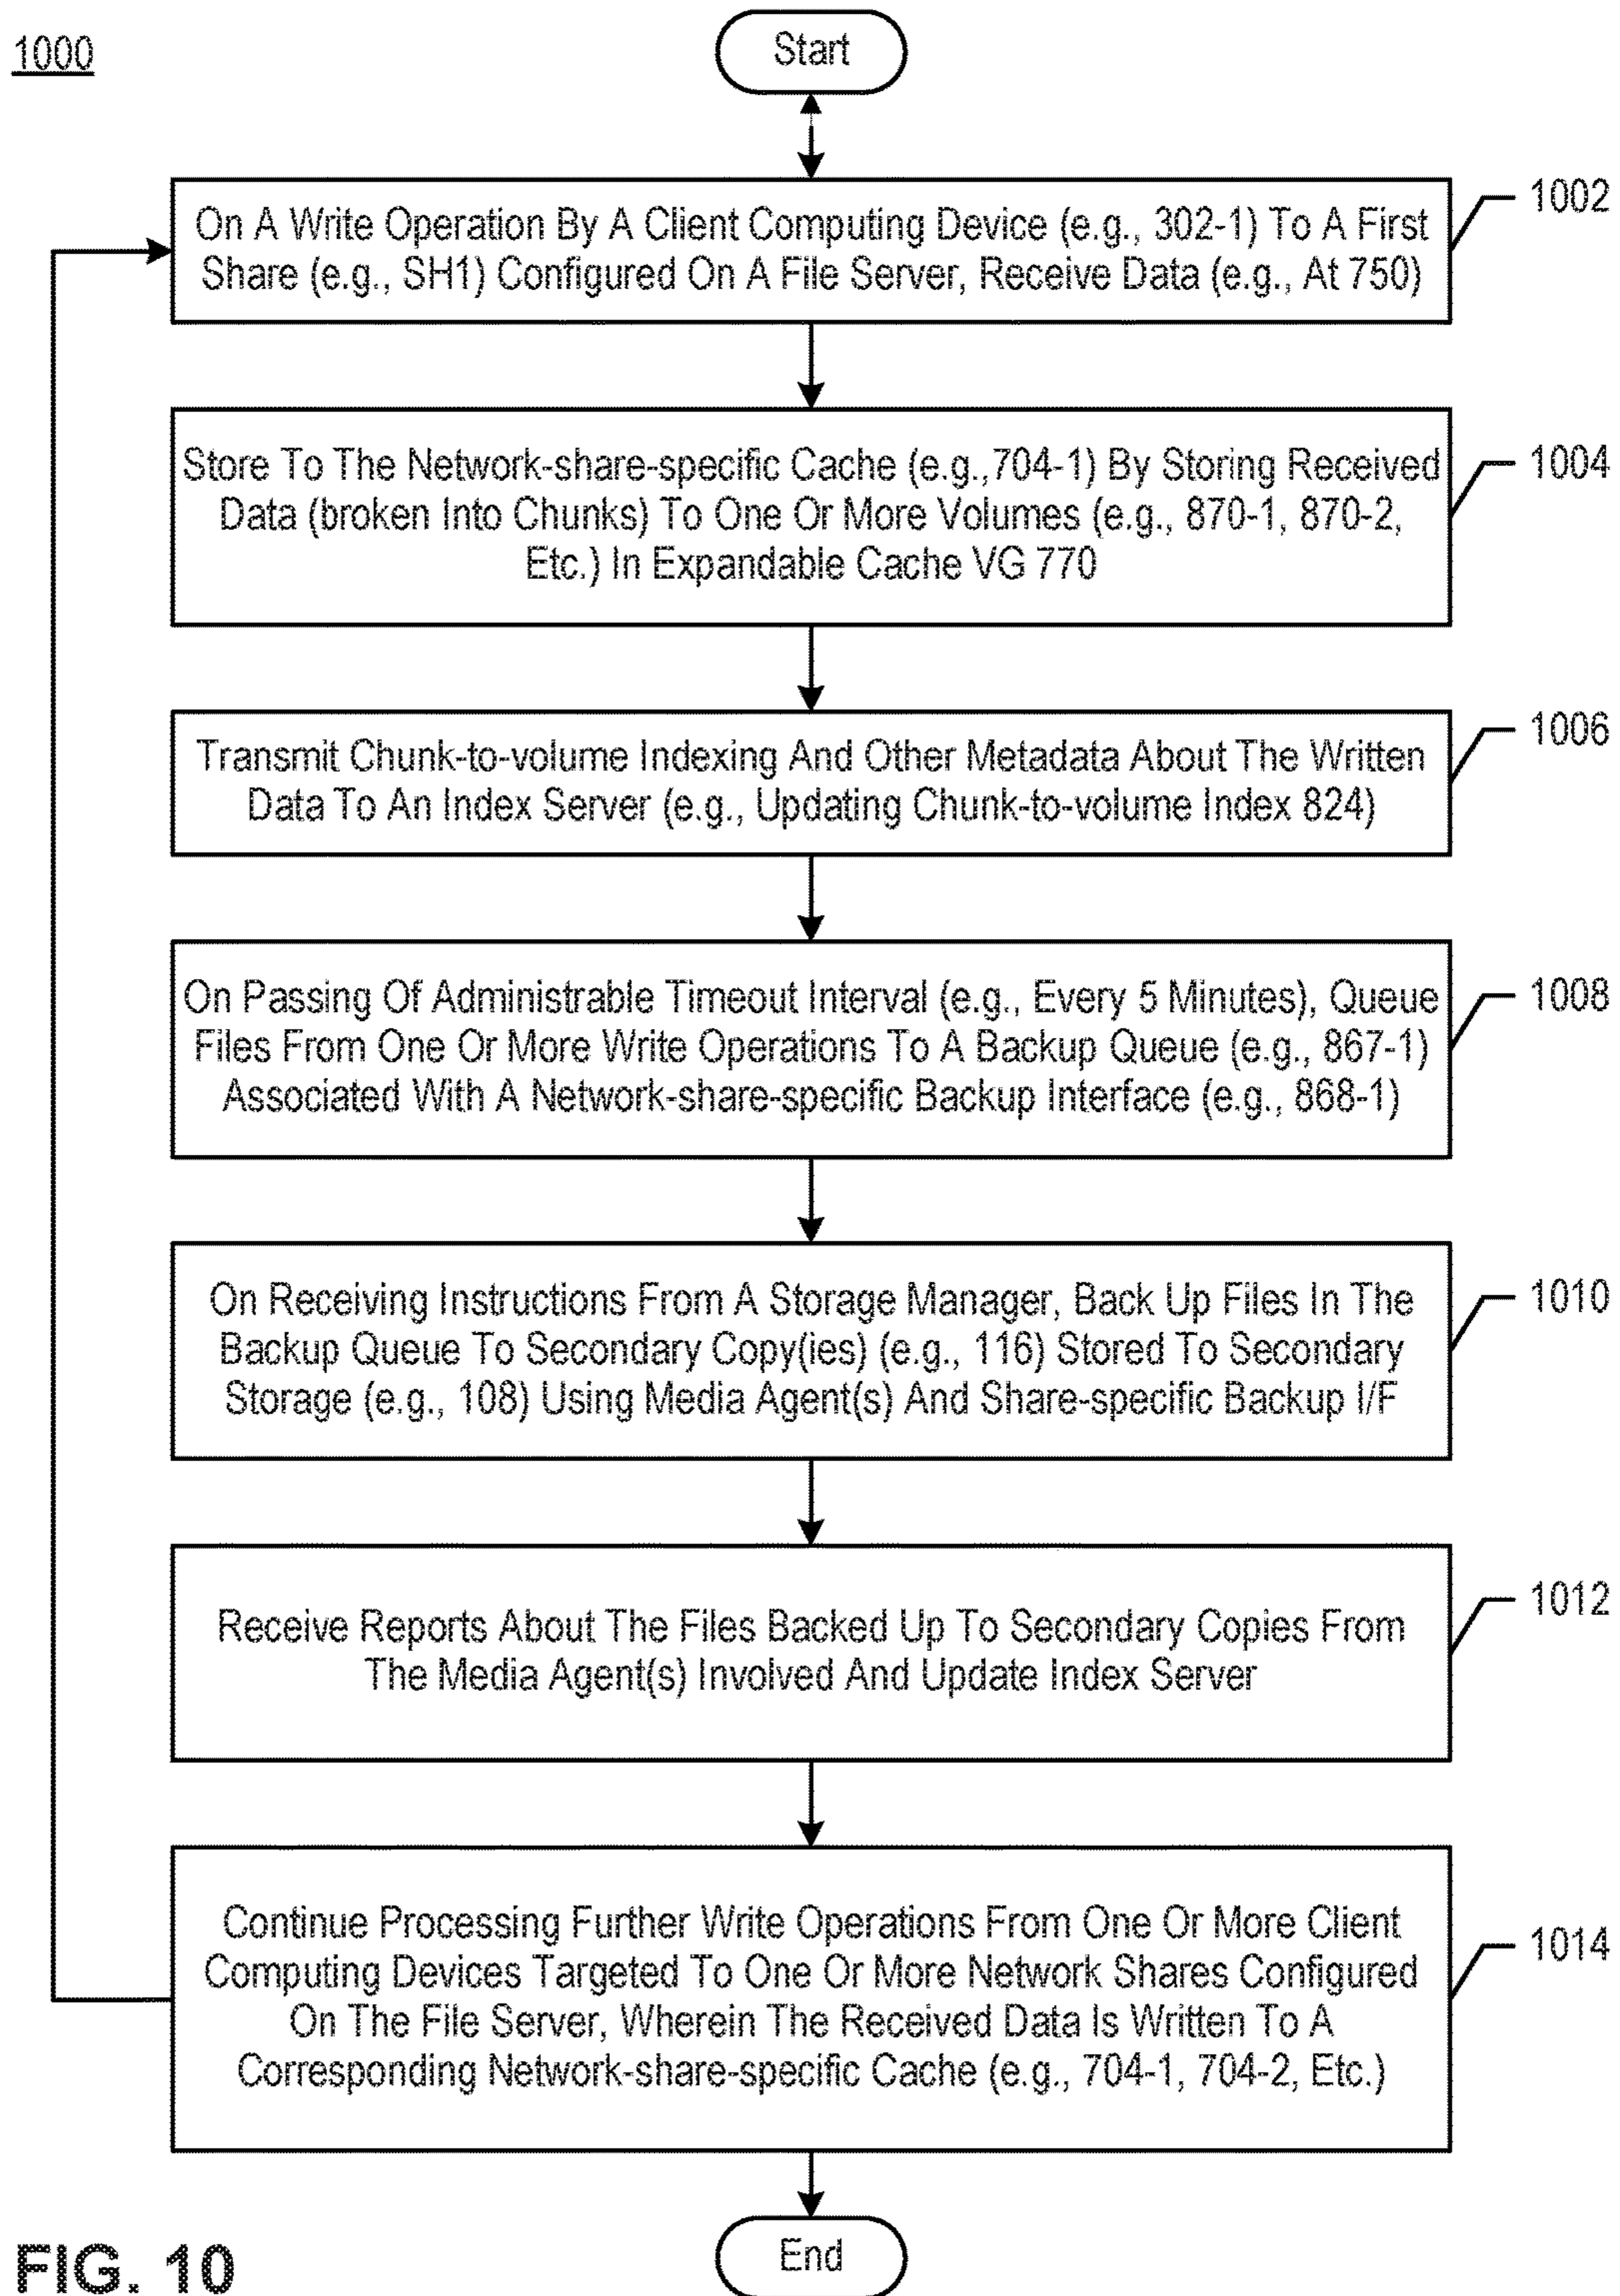 1000
Start
On A Write Operation By A Client Computing Device (e.g., 302-1) To A First
Share (e.g., SH1) Configured On A File Server, Receive Data (e.g., At 750)
1002
Store To The Network-share-specific Cache (e.g.,704-1) By Storing Received
Data (broken Into Chunks) To One Or More Volumes (e.g., 870-1, 870-2,
Etc.) In Expandable Cache VG 770
1004
Transmit Chunk-to-volume Indexing And Other Metadata About The Written
Data To An Index Server (e.g., Updating Chunk-to-volume Index 824)
1006
On Passing Of Administrable Timeout Interval (e.g., Every 5 Minutes), Queue
Files From One Or More Write Operations To A Backup Queue (e.g., 867-1)
Associated With A Network-share-specific Backup Interface (e.g., 868-1)
1008
On Receiving Instructions From A Storage Manager, Back Up Files In The
Backup Queue To Secondary Copy(ies) (e.g., 116) Stored To Secondary
Storage (e.g., 108) Using Media Agent(s) And Share-specific Backup I/F
1010
Receive Reports About The Files Backed Up To Secondary Copies From
The Media Agent(s) Involved And Update Index Server
1012
Continue Processing Further Write Operations From One Or More Client
Computing Devices Targeted To One Or More Network Shares Configured
On The File Server, Wherein The Received Data Is Written To A
Corresponding Network-share-specific Cache (e.g., 704-1, 704-2, Etc.)
1014
End
FIG. 10